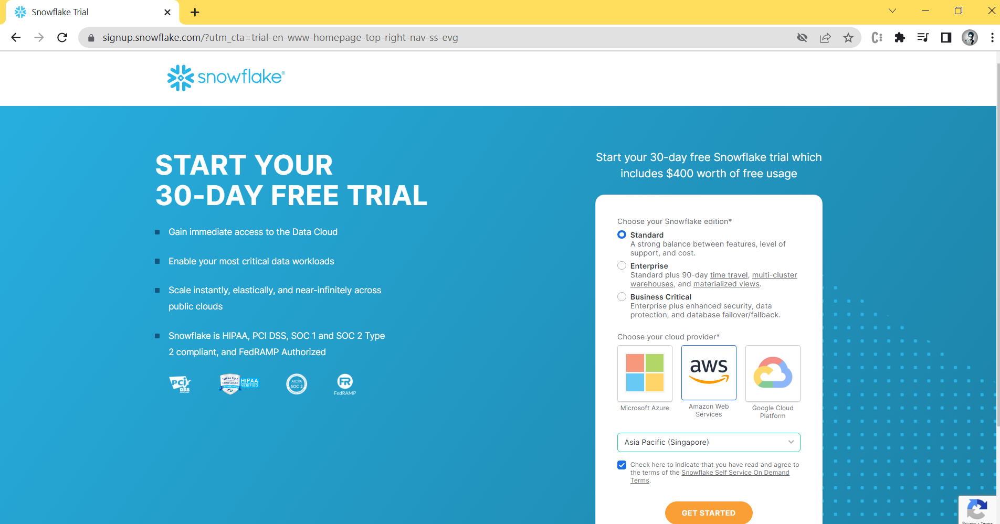 Snowflake Trial
signup.snowflake.com/?utm_cta=trial-en-www-homepage-top-right-nav-ss-evg
snowflake®
START YOUR
30-DAY FREE TRIAL
Gain immediate access to the Data Cloud
Enable your most critical data workloads
Scale instantly, elastically, and near-infinitely across
public clouds
Snowflake is HIPAA, PCI DSS, SOC 1 and SOC 2 Type
2 compliant, and FedRAMP Authorized
PCI
DSS
HIPAA SEAL
OF
COMPLIANCE
HIPAA
VERIFIED
AICPA
SOC 2
FR
FedRAMP
Start your 30-day free Snowflake trial which
includes $400 worth of free usage
Choose your Snowflake edition*
Standard
A strong balance between features, level of
support, and cost.
Enterprise
Standard plus 90-day time travel, multi-cluster
warehouses, and materialized views.
Business Critical
Enterprise plus enhanced security, data
protection, and database failover/fallback.
Choose your cloud provider*
aws
Microsoft Azure
Amazon Web
Services
Google Cloud
Platform
Asia Pacific (Singapore)
Check here to indicate that you have read and agree to
the terms of the Snowflake Self Service On Demand
Terms.
GET STARTED
Privacy - Terms